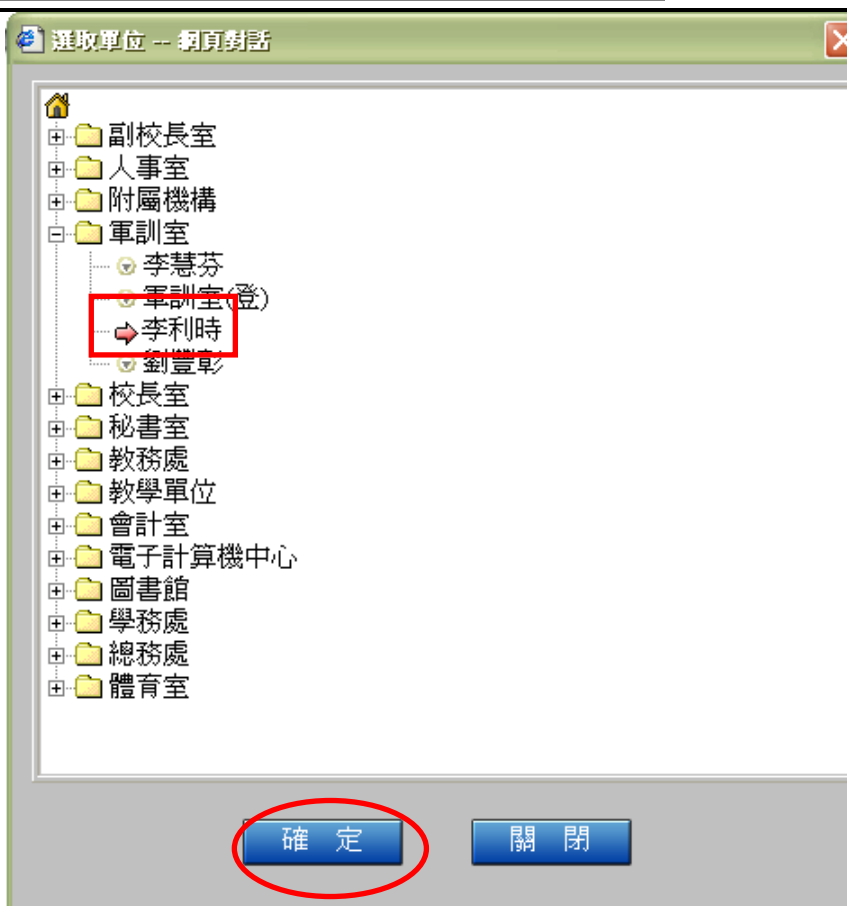 選取單位 -- 網頁對話
副校長室
人事室
附屬機構
軍訓室
李慧芬
軍訓室(登)
李利時
劉豐彰
校長室
秘書室
教務處
教學單位
會計室
電子計算機中心
圖書館
學務處
總務處
體育室
確 定
關 閉